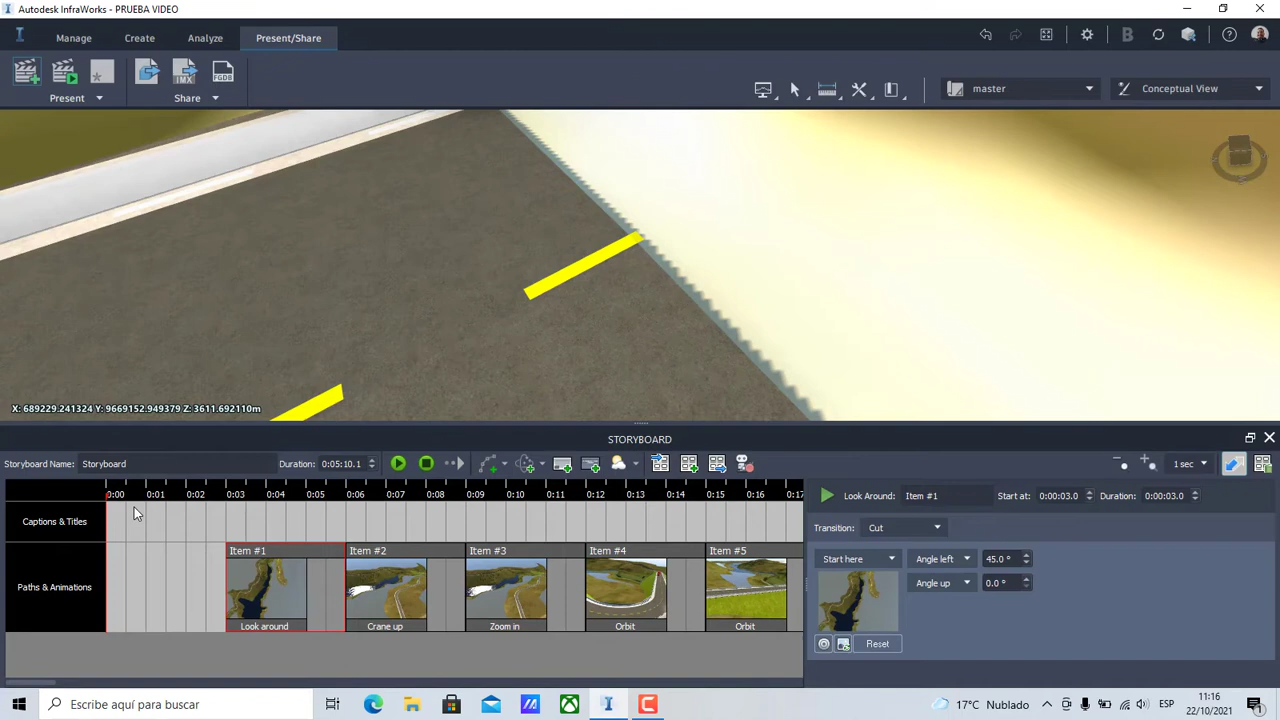 Autodesk InfraWorks - PRUEBA VIDEO
Manage Create Analyze Present/Share
Present Share
IMX FGDB
master Conceptual View
X: 689229.241324 Y: 9669152.949379 Z: 3611.692110m
STORYBOARD
Storyboard Name: Storyboard Duration: 0:05:10.1 1 sec
0:00 0:01 0:02 0:03 0:04 0:05 0:06 0:07 0:08 0:09 0:10 0:11 0:12 0:13 0:14 0:15 0:16 0:17
Look Around: Item #1 Start at: 0:00:03.0 Duration: 0:00:03.0
Captions & Titles
Transition: Cut
Item #1 Item #2 Item #3 Item #4 Item #5
Start here Angle left 45.0 °
Paths & Animations
Angle up 0.0 °
Look around Crane up Zoom in Orbit Orbit
Reset
Escribe aquí para buscar
17°C Nublado ESP
11:16
22/10/2021
1